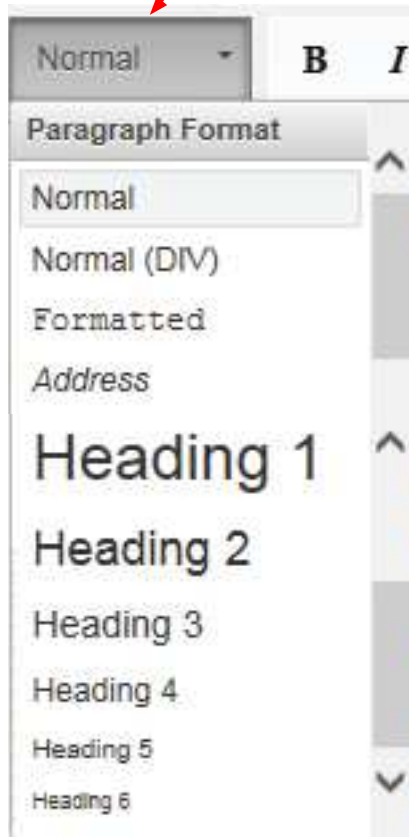 Normal B I
Paragraph Format
Normal
Normal (DIV)
Formatted
Address
Heading 1
Heading 2
Heading 3
Heading 4
Heading 5
Heading 6